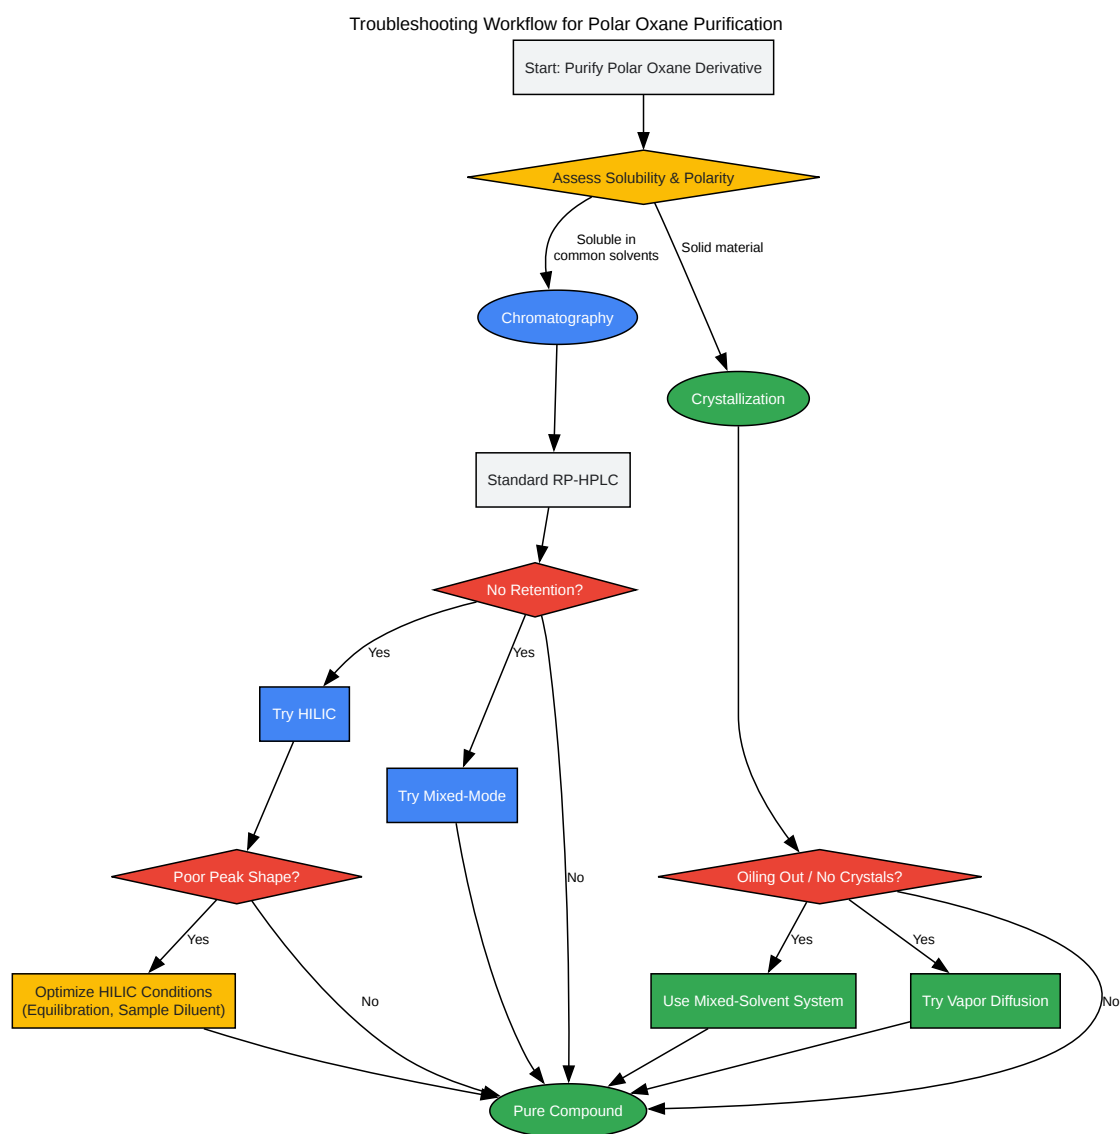 Troubleshooting Workflow for Polar Oxane Purification
Start: Purify Polar Oxane Derivative
Assess Solubility & Polarity
Soluble in
common solvents
Solid material
Chromatography
Crystallization
Standard RP-HPLC
No Retention?
Yes
Yes
Try HILIC
Try Mixed-Mode
Poor Peak Shape?
No
Oiling Out / No Crystals?
Yes
Yes
Yes
Optimize HILIC Conditions
(Equilibration, Sample Diluent)
No
Use Mixed-Solvent System
Try Vapor Diffusion
No
Pure Compound